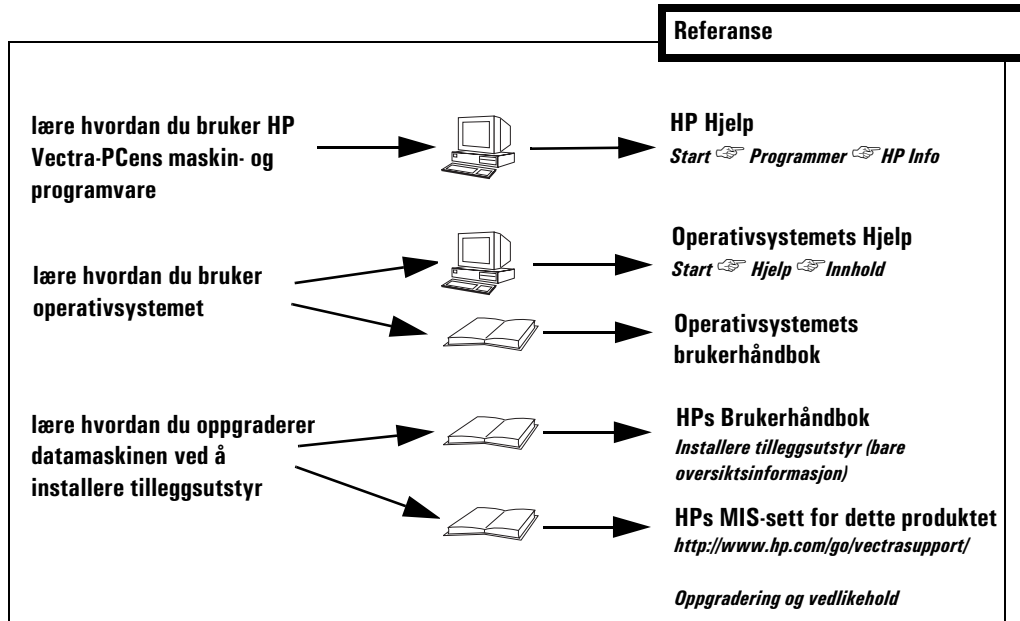 Referanse
lære hvordan du bruker HP
Vectra-PCens maskin- og
programvare
HP Hjelp
Start ☞ Programmer ☞ HP Info
lære hvordan du bruker
operativsystemet
Operativsystemets Hjelp
Start ☞ Hjelp ☞ Innhold
Operativsystemets
brukerhåndbok
lære hvordan du oppgraderer
datamaskinen ved å
installere tilleggsutstyr
HPs Brukerhåndbok
Installere tilleggsutstyr (bare
oversiktsinformasjon)
HPs MIS-sett for dette produktet
http://www.hp.com/go/vectrasupport/
Oppgradering og vedlikehold